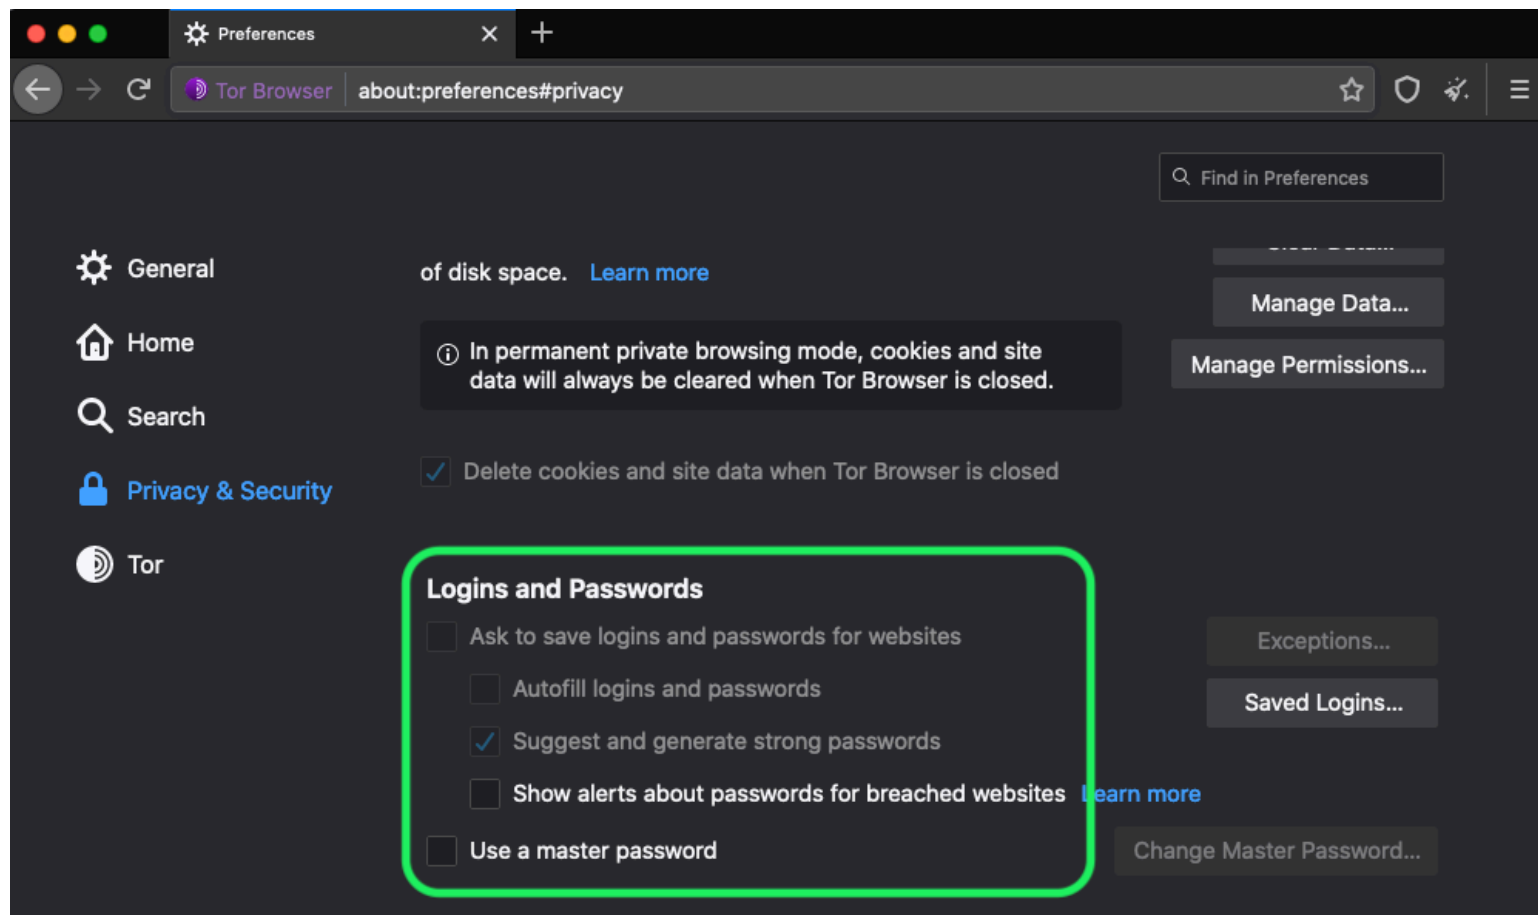 Preferences
Tor Browser about:preferences#privacy
Find in Preferences
General
Home
Search
Privacy & Security
Tor
of disk space. Learn more
Clear Data...
Manage Data...
Manage Permissions...
In permanent private browsing mode, cookies and site
data will always be cleared when Tor Browser is closed.
Delete cookies and site data when Tor Browser is closed
Logins and Passwords
Ask to save logins and passwords for websites
Exceptions...
Autofill logins and passwords
Saved Logins...
Suggest and generate strong passwords
Show alerts about passwords for breached websites Learn more
Use a master password
Change Master Password...